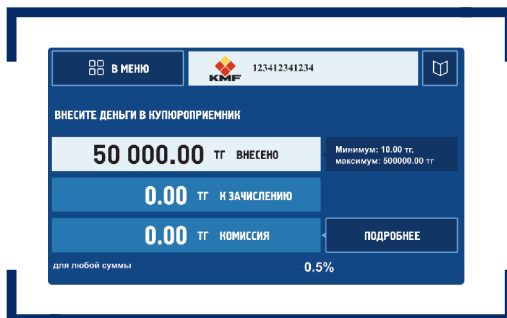 В МЕНЮ
KMF
123412341234
ВНЕСИТЕ ДЕНЬГИ В КУПЮРОПРИЕМНИК
50 000.00 ТГ ВНЕСЕНО
Минимум: 10.00 тг,
максимум: 500000.00 тг
0.00 ТГ К ЗАЧИСЛЕНИЮ
0.00 ТГ КОМИССИЯ
ПОДРОБНЕЕ
для любой суммы 0.5%